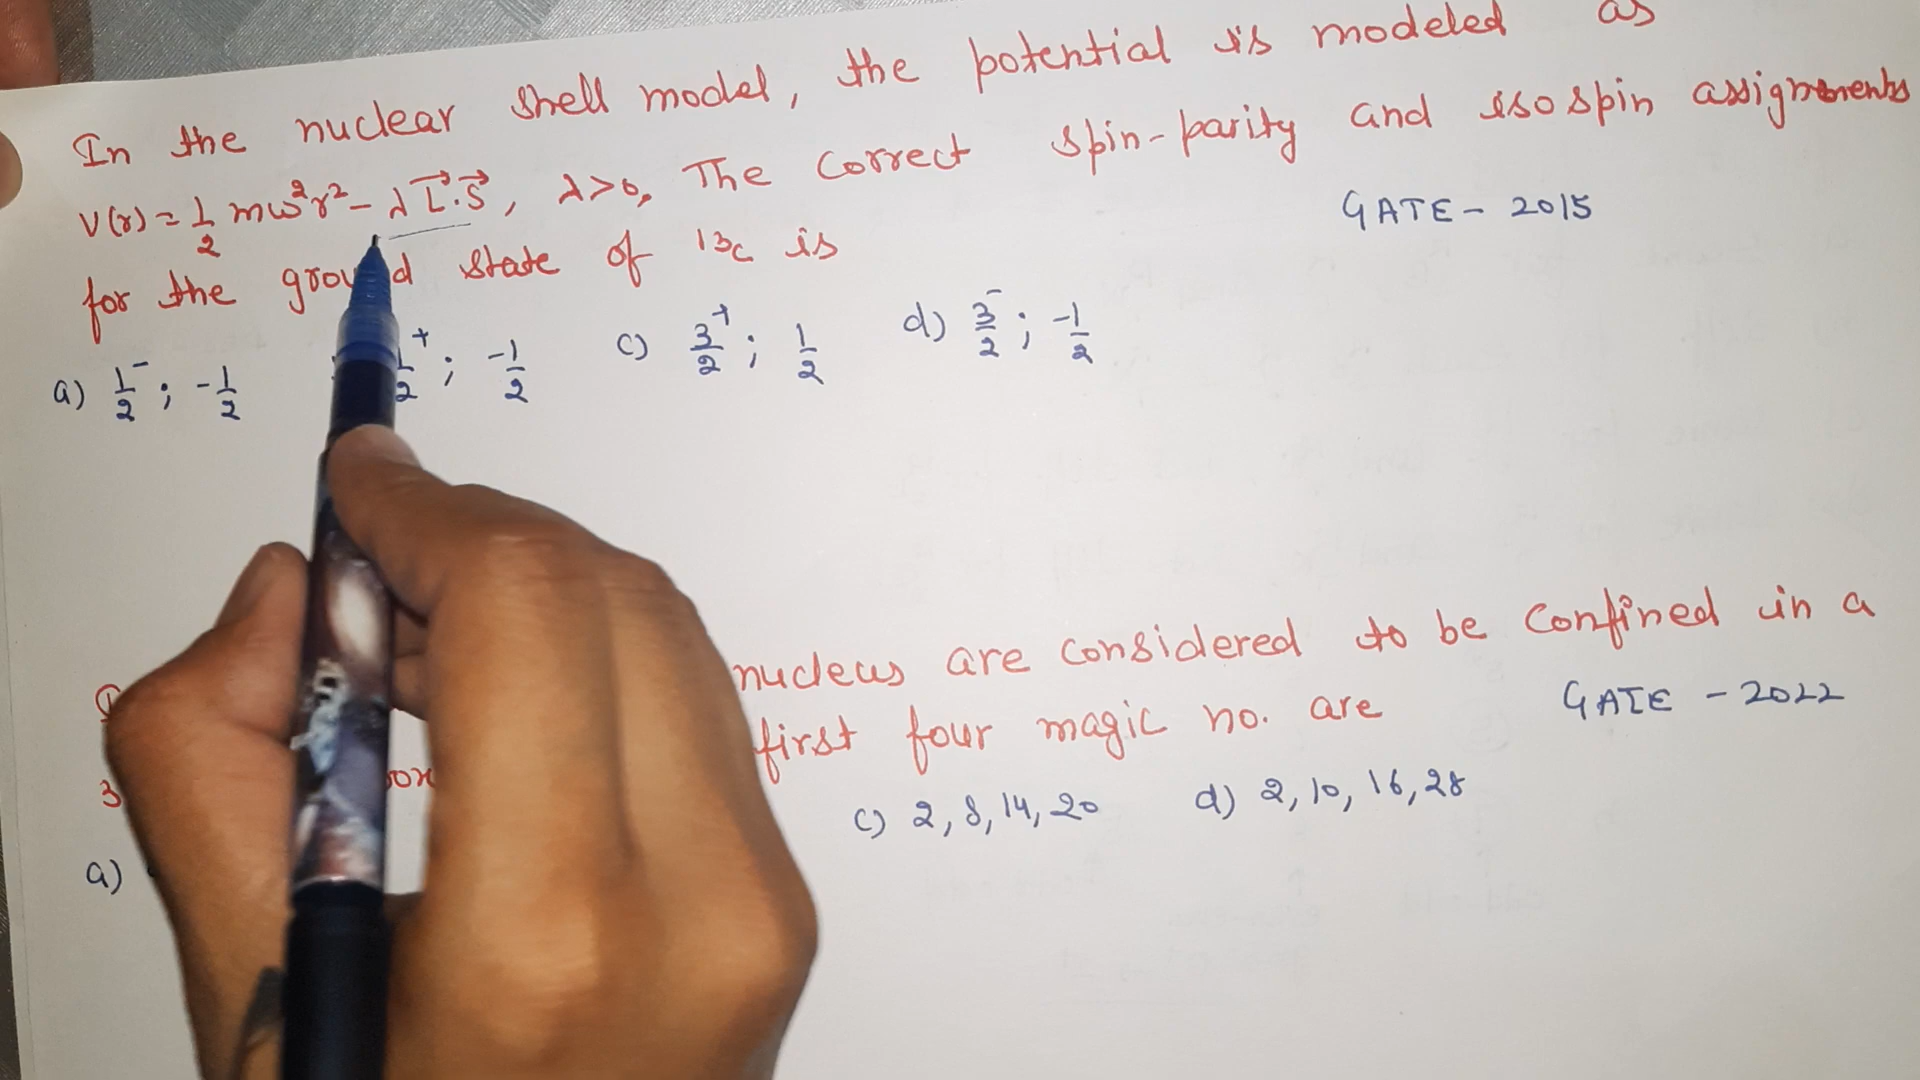 In the nuclear shell model, the potential is modeled as
V(r) = 1/2 mω²r² - λ L⃗.S⃗, λ>0, The correct spin-parity and isospin assignments
for the ground state of ¹³C is
GATE - 2015
a) 1/2⁻ ; -1/2 1/2⁺ ; -1/2 c) 3/2⁺ ; 1/2 d) 3/2⁻ ; -1/2
nucleus are considered to be confined in a
3 first four magic no. are
GATE - 2022
a) c) 2, 8, 14, 20 d) 2, 10, 16, 28